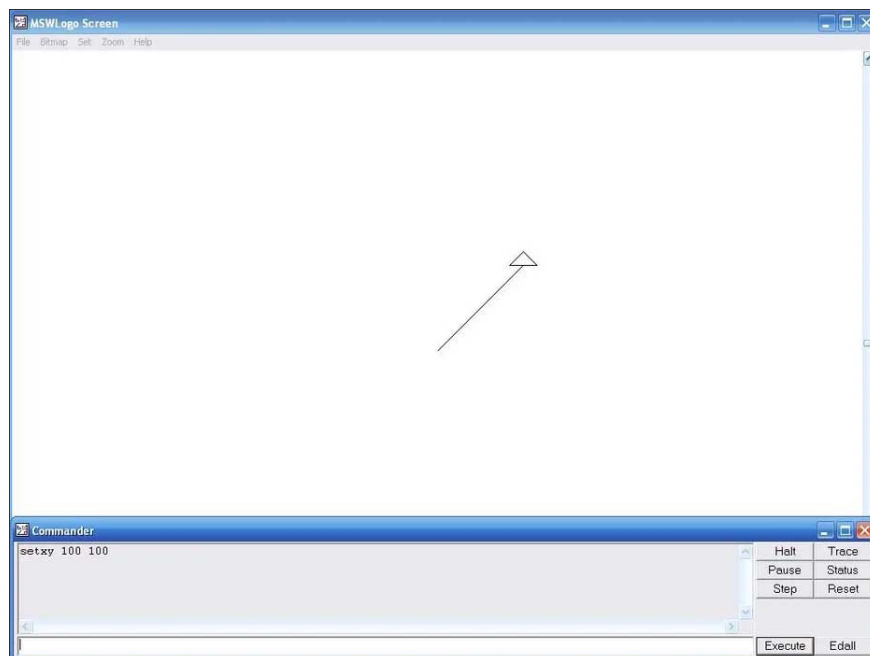 MSWLogo Screen
File Bitmap Set Zoom Help
Commander
setxy 100 100
Halt Trace
Pause Status
Step Reset
Execute Edall